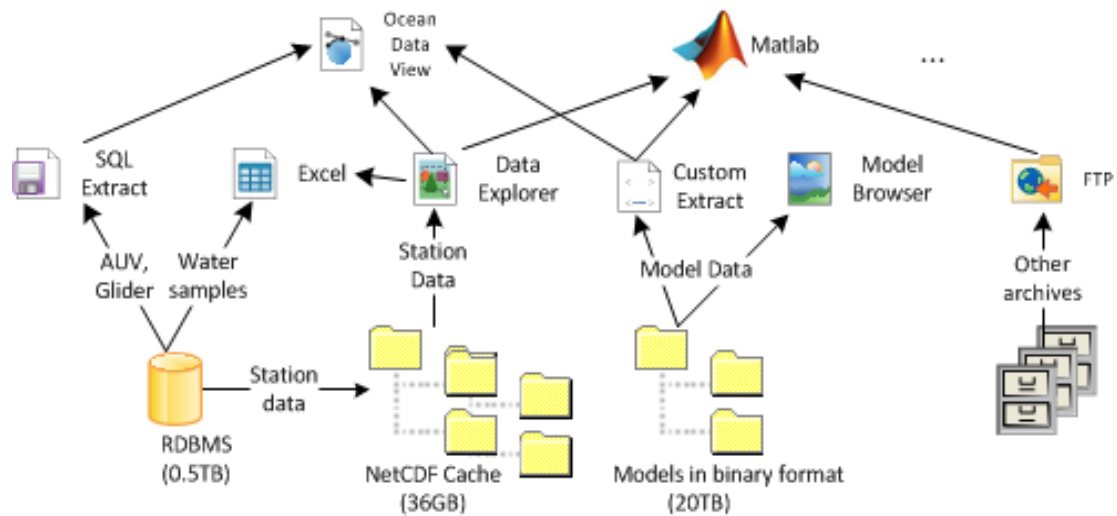 Ocean
Data
View
Matlab
...
SQL
Extract
Excel
Data
Explorer
Custom
Extract
Model
Browser
FTP
AUV,
Glider
Water
samples
Station
Data
Model Data
Other
archives
Station
data
RDBMS
(0.5TB)
NetCDF Cache
(36GB)
Models in binary format
(20TB)